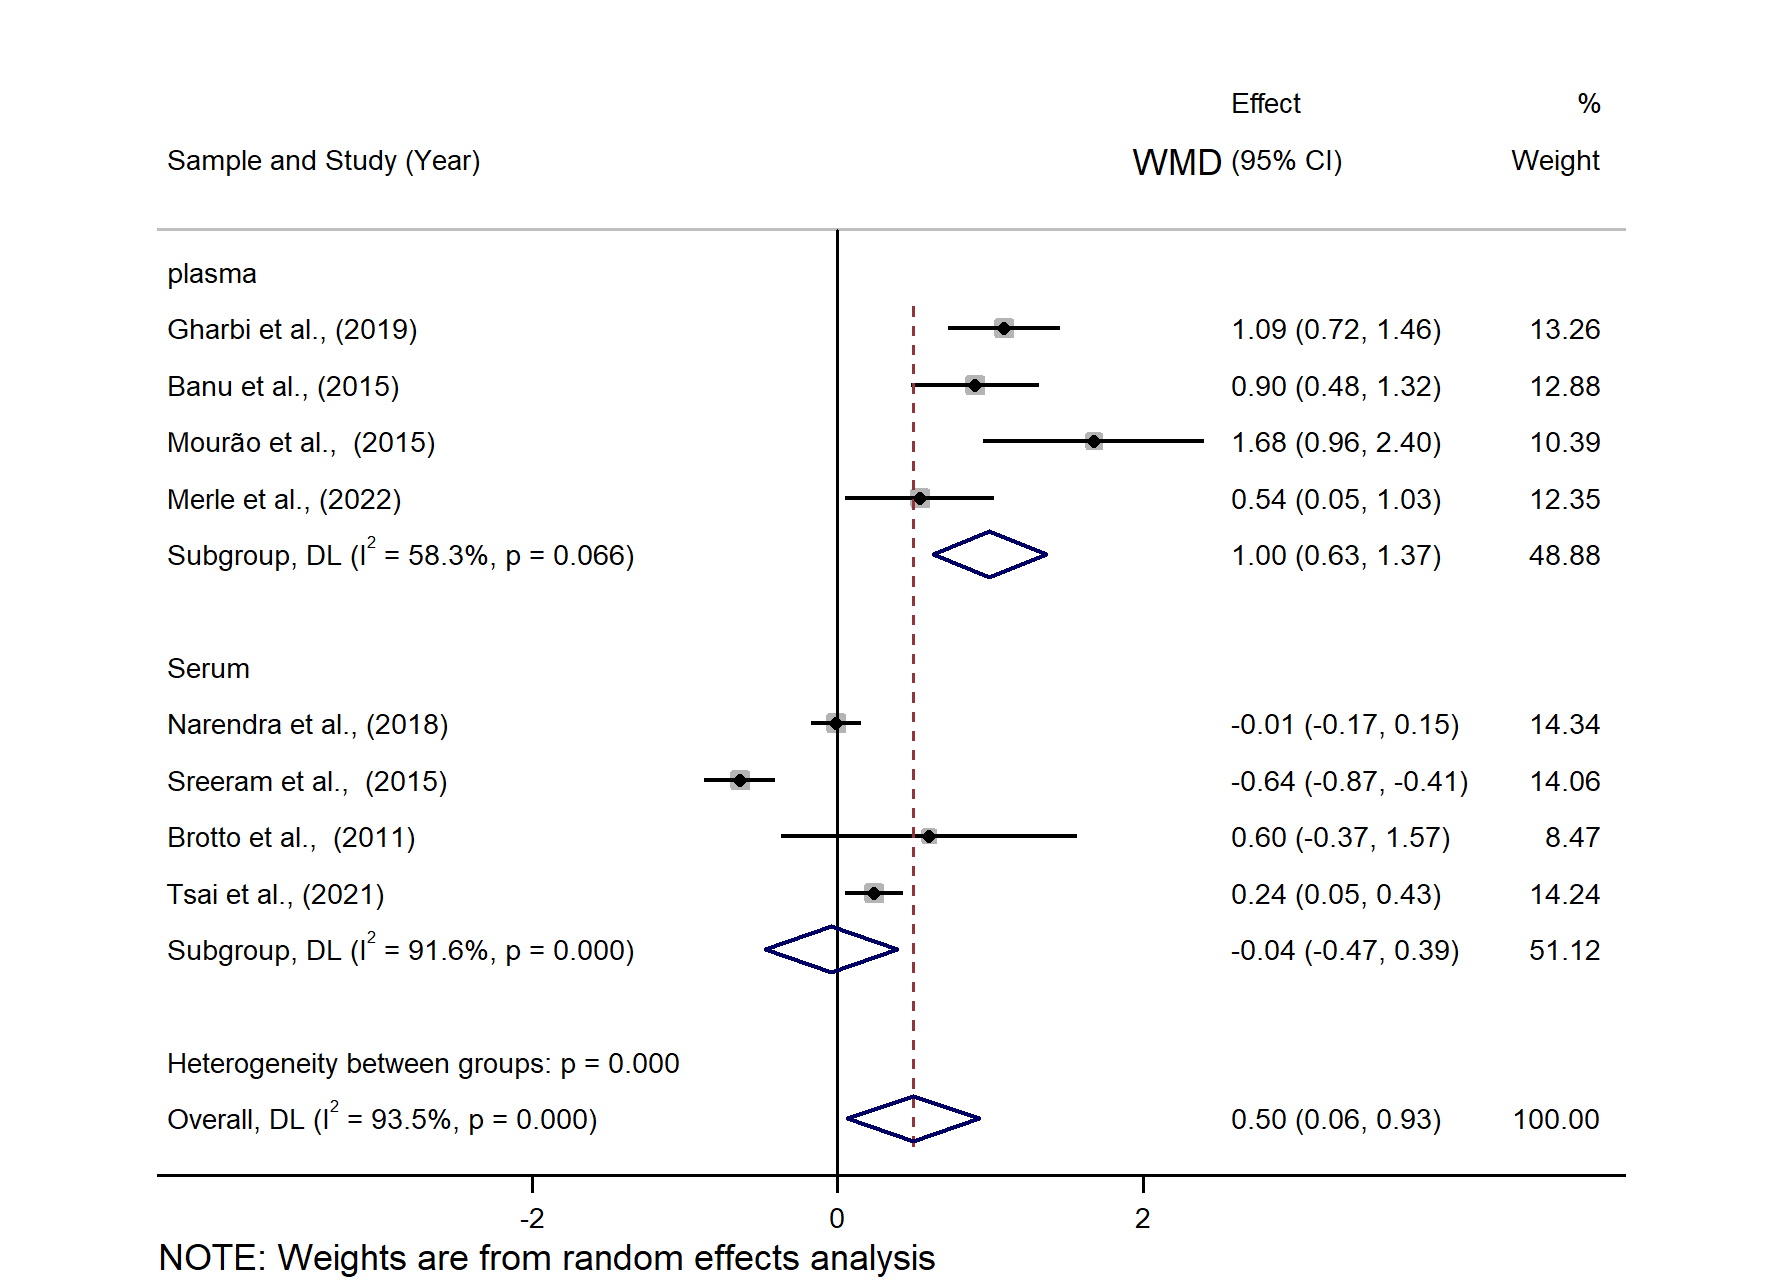 Effect %
Sample and Study (Year) WMD (95% CI) Weight
plasma
Gharbi et al., (2019) 1.09 (0.72, 1.46) 13.26
Banu et al., (2015) 0.90 (0.48, 1.32) 12.88
Mourão et al.,  (2015) 1.68 (0.96, 2.40) 10.39
Merle et al., (2022) 0.54 (0.05, 1.03) 12.35
Subgroup, DL (I² = 58.3%, p = 0.066) 1.00 (0.63, 1.37) 48.88
Serum
Narendra et al., (2018) -0.01 (-0.17, 0.15) 14.34
Sreeram et al.,  (2015) -0.64 (-0.87, -0.41) 14.06
Brotto et al.,  (2011) 0.60 (-0.37, 1.57) 8.47
Tsai et al., (2021) 0.24 (0.05, 0.43) 14.24
Subgroup, DL (I² = 91.6%, p = 0.000) -0.04 (-0.47, 0.39) 51.12
Heterogeneity between groups: p = 0.000
Overall, DL (I² = 93.5%, p = 0.000) 0.50 (0.06, 0.93) 100.00
-2 0 2
NOTE: Weights are from random effects analysis